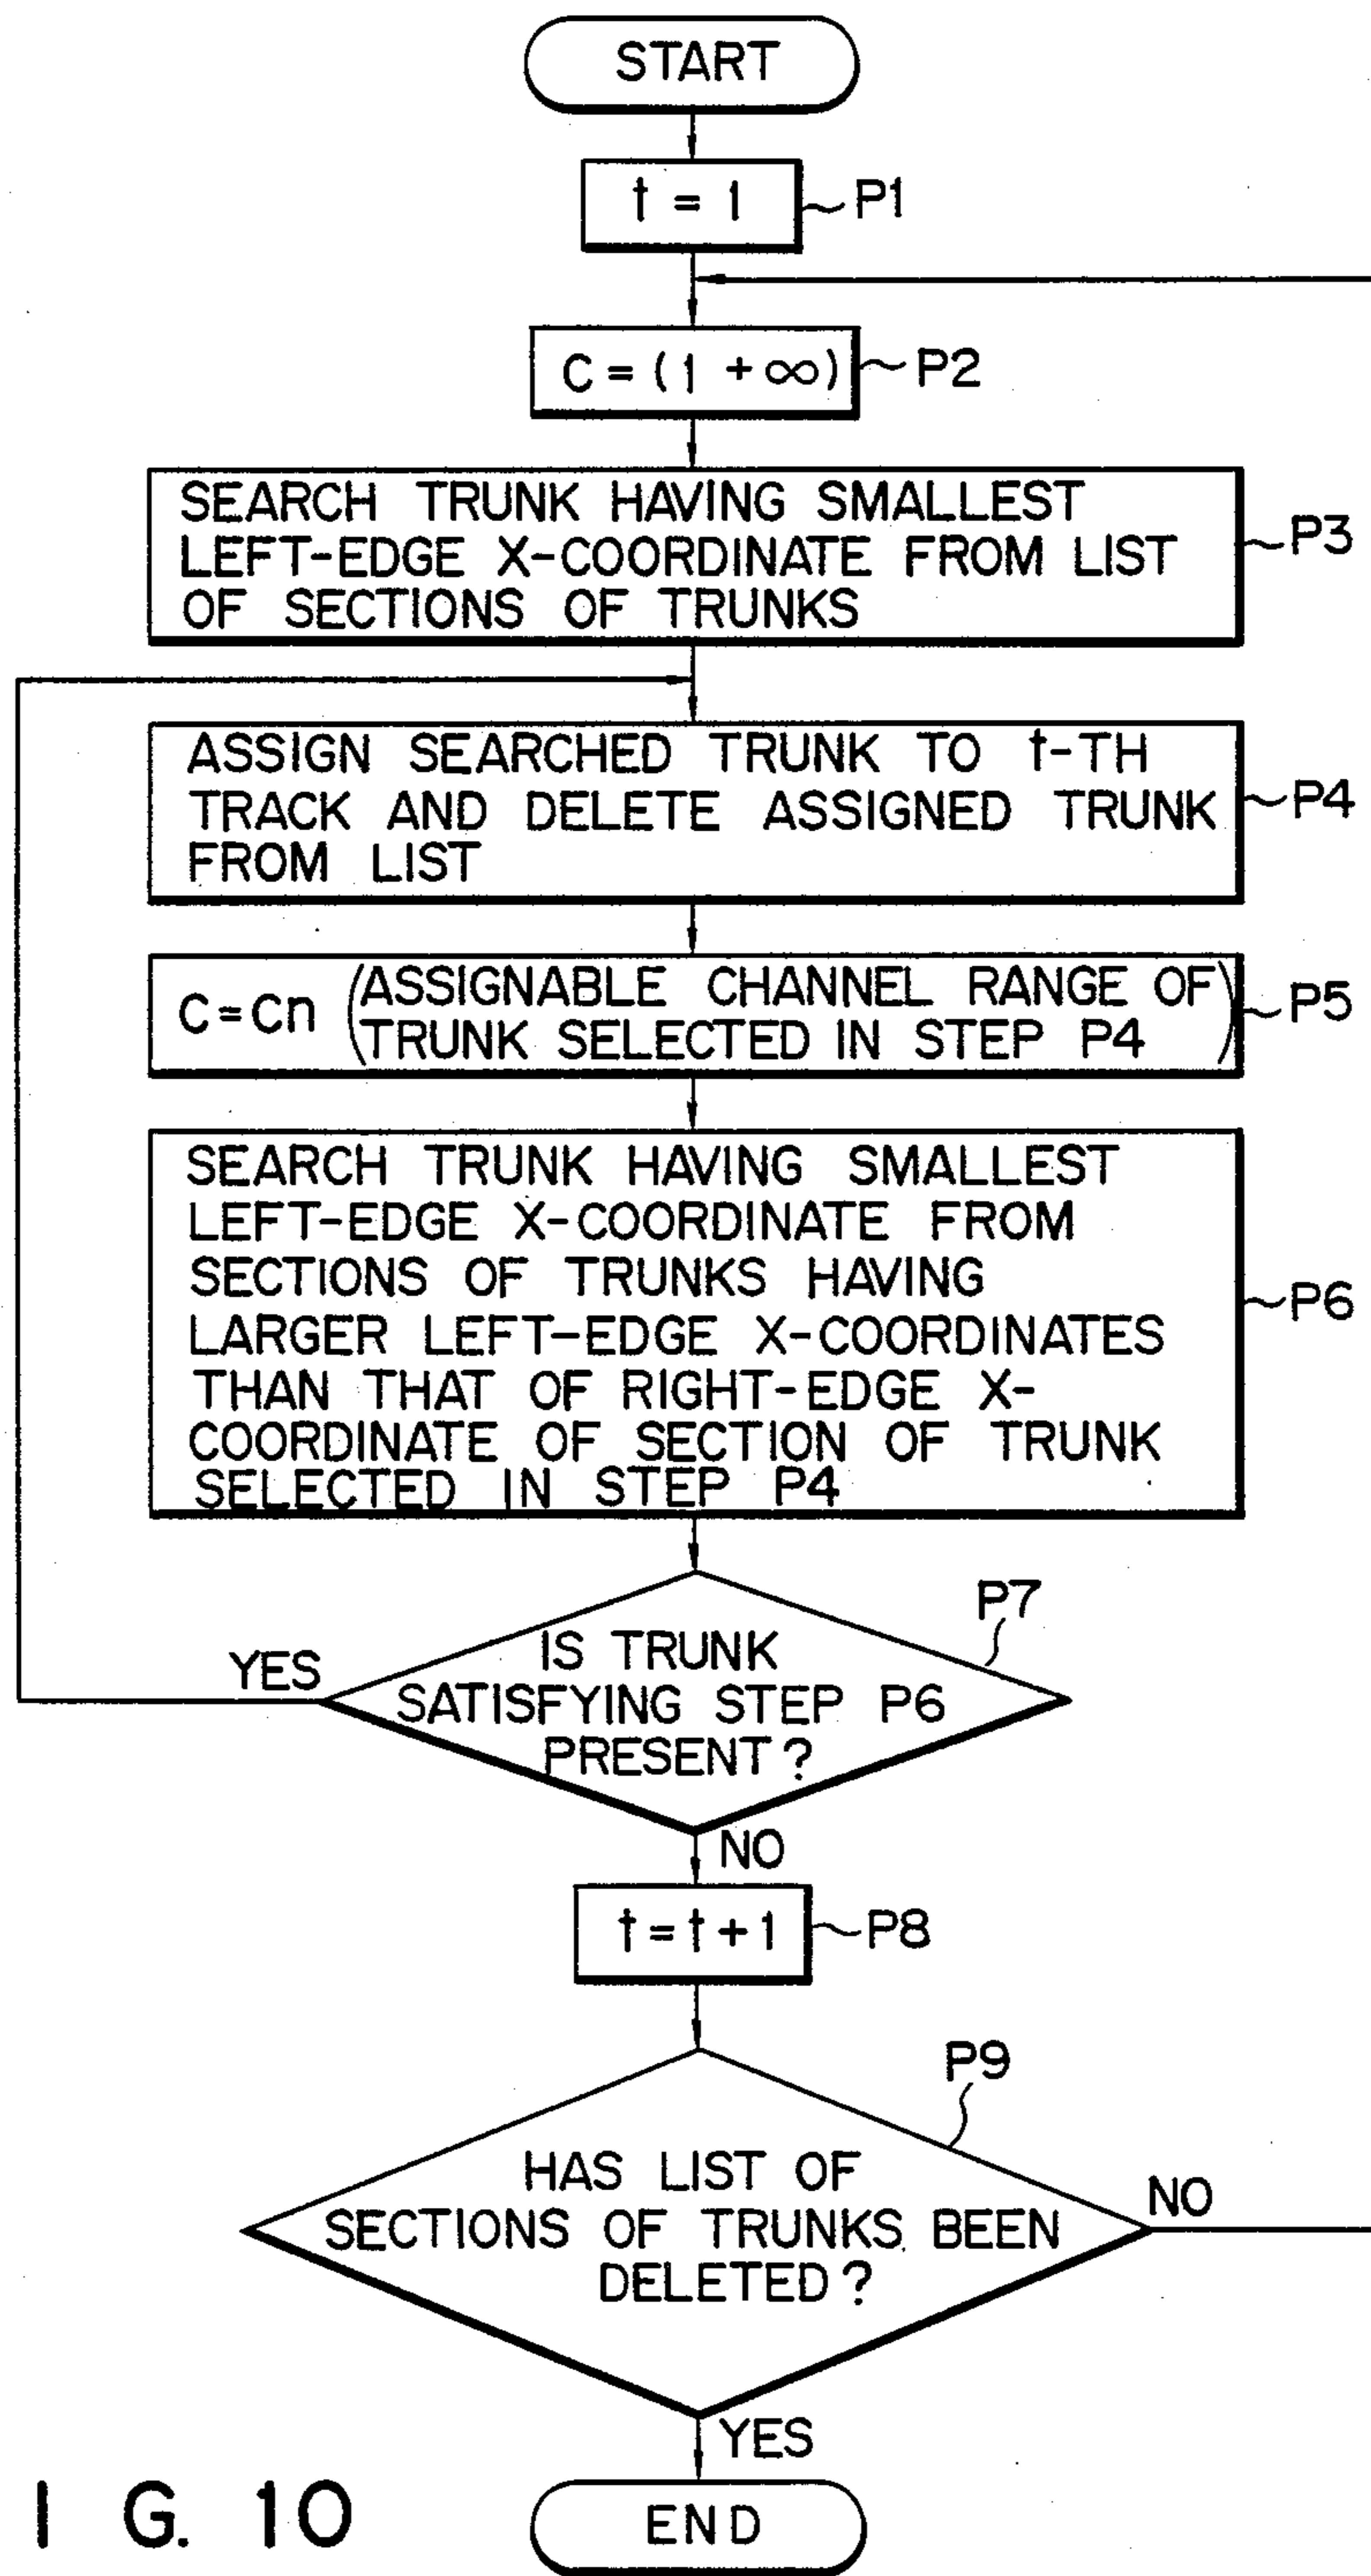 START
t = 1
P1
C = (1 + ∞)
P2
SEARCH TRUNK HAVING SMALLEST
LEFT-EDGE X-COORDINATE FROM LIST
OF SECTIONS OF TRUNKS
P3
ASSIGN SEARCHED TRUNK TO t-TH
TRACK AND DELETE ASSIGNED TRUNK
FROM LIST
P4
C = Cn (ASSIGNABLE CHANNEL RANGE OF
TRUNK SELECTED IN STEP P4)
P5
SEARCH TRUNK HAVING SMALLEST
LEFT-EDGE X-COORDINATE FROM
SECTIONS OF TRUNKS HAVING
LARGER LEFT-EDGE X-COORDINATES
THAN THAT OF RIGHT-EDGE X-
COORDINATE OF SECTION OF TRUNK
SELECTED IN STEP P4
P6
P7
IS TRUNK
SATISFYING STEP P6
PRESENT?
YES
NO
t = t + 1
P8
P9
HAS LIST OF
SECTIONS OF TRUNKS BEEN
DELETED?
NO
YES
END
I G. 10